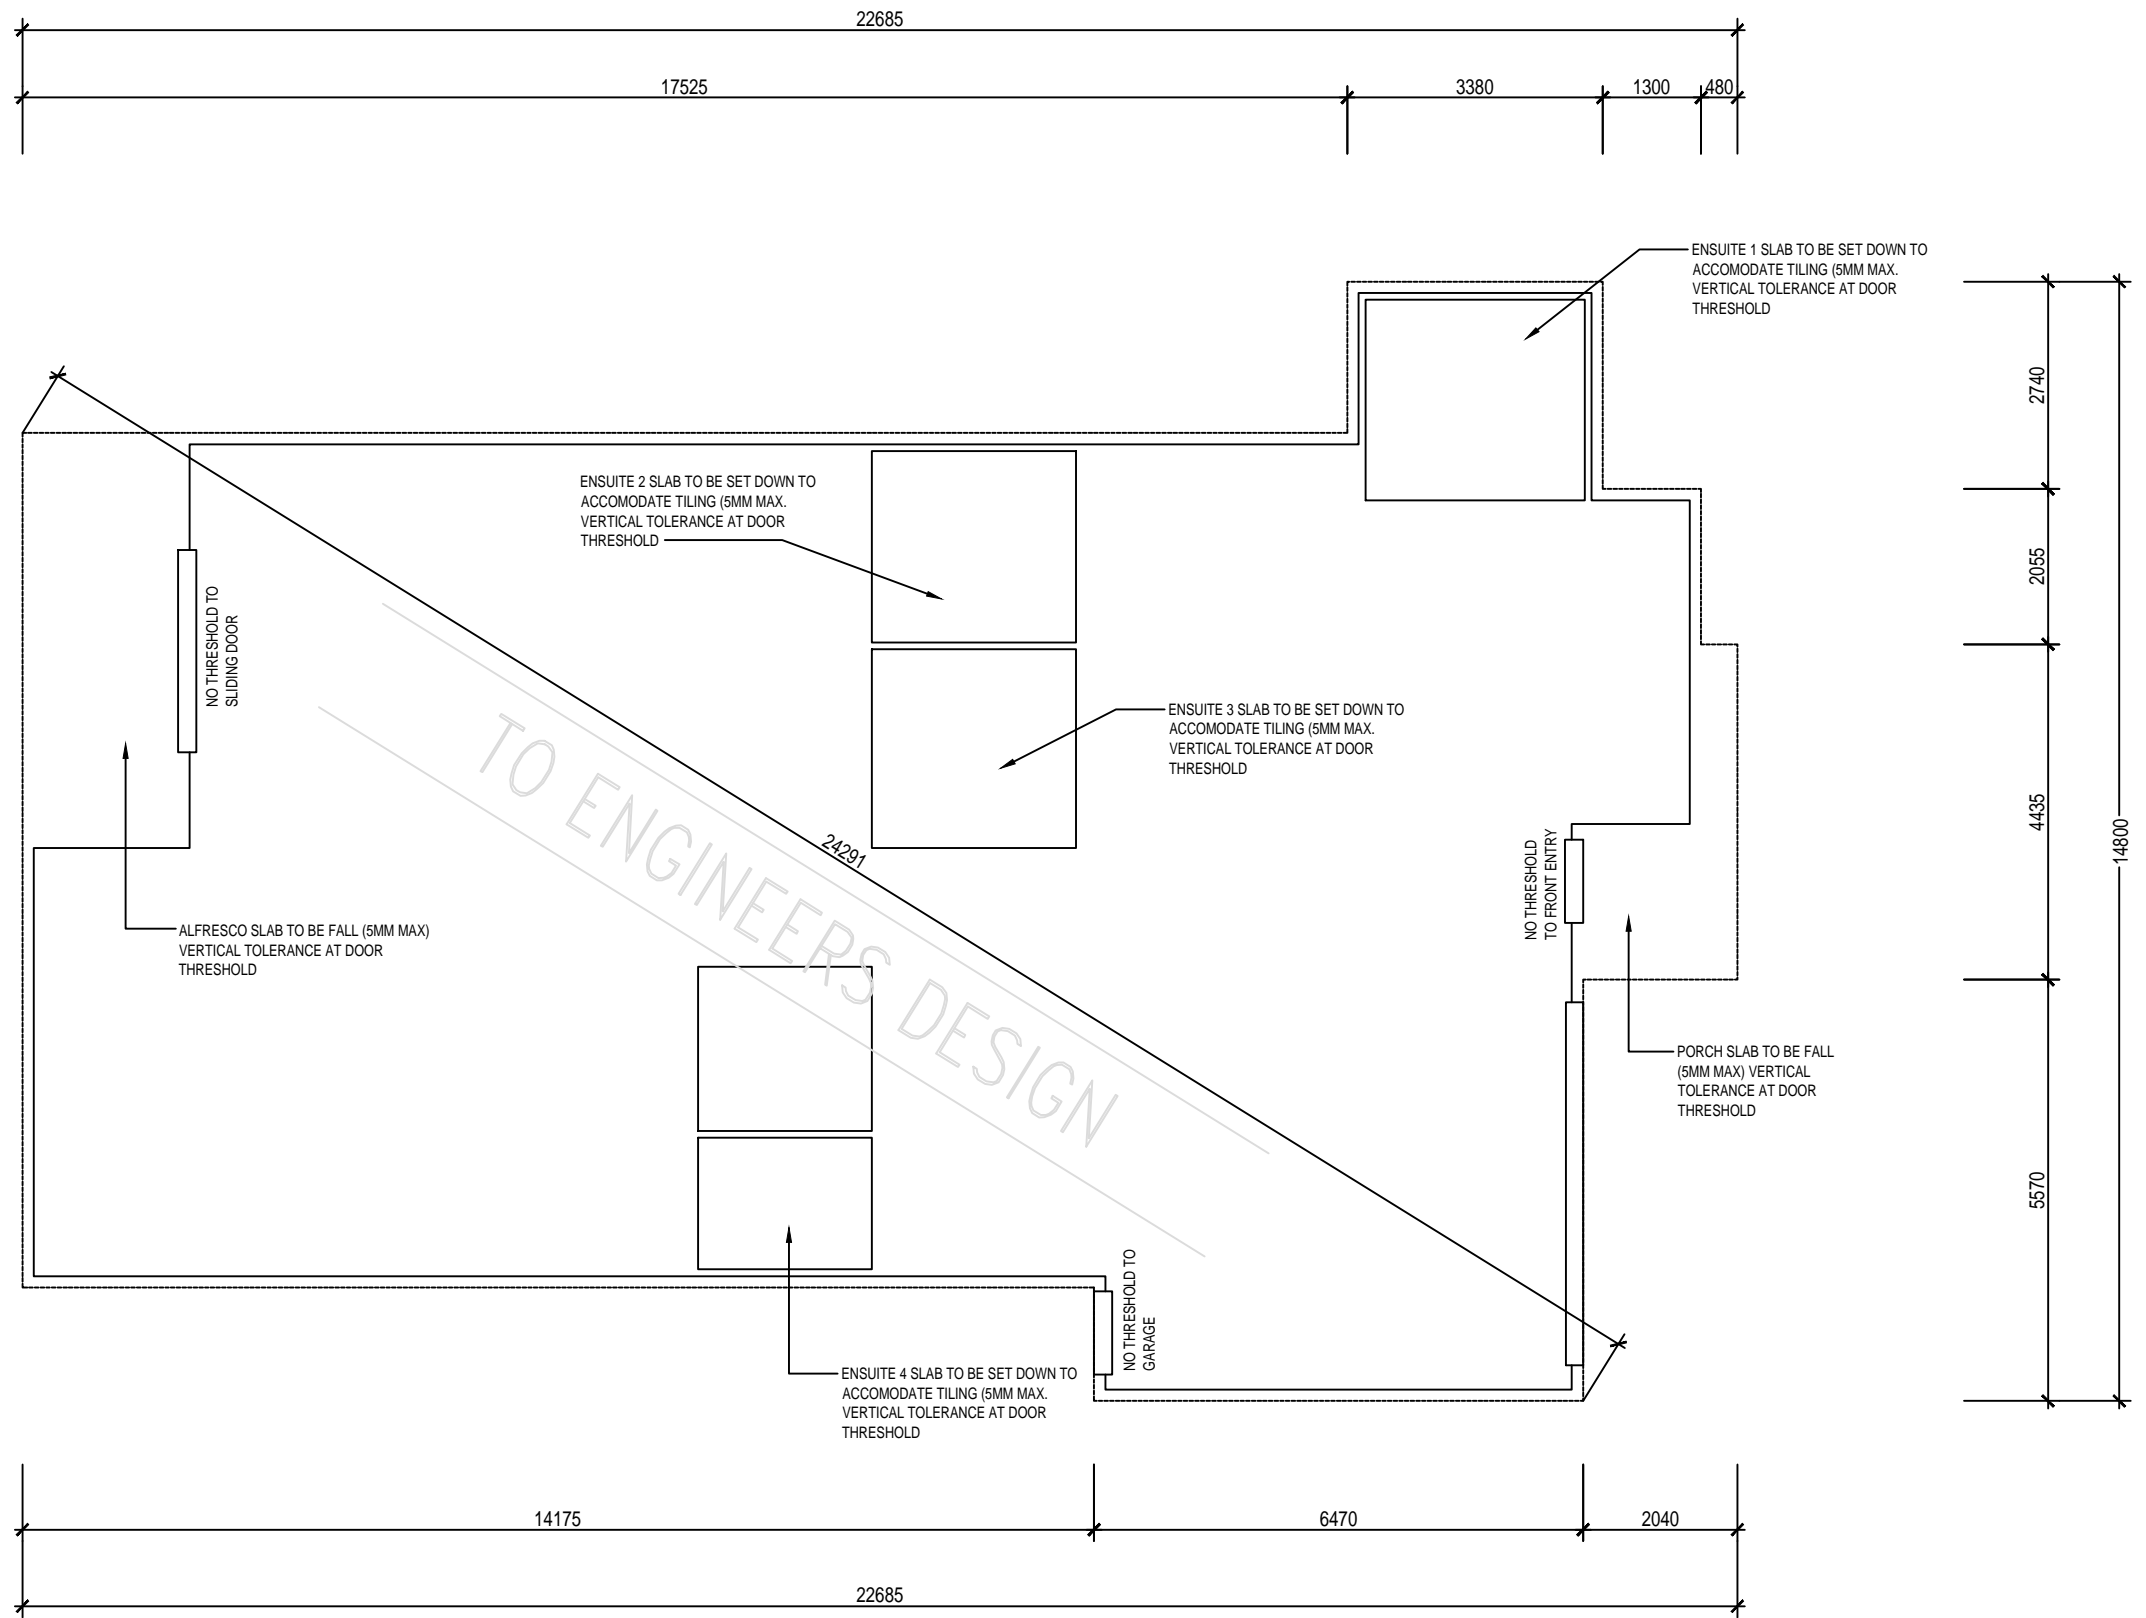 22685
17525
3380
1300
480
ENSUITE 1 SLAB TO BE SET DOWN TO
ACCOMODATE TILING (5MM MAX.
VERTICAL TOLERANCE AT DOOR
THRESHOLD
2740
ENSUITE 2 SLAB TO BE SET DOWN TO
ACCOMODATE TILING (5MM MAX.
VERTICAL TOLERANCE AT DOOR
THRESHOLD
2055
NO THRESHOLD TO
SLIDING DOOR
ENSUITE 3 SLAB TO BE SET DOWN TO
ACCOMODATE TILING (5MM MAX.
VERTICAL TOLERANCE AT DOOR
THRESHOLD
TO ENGINEERS DESIGN
24291
4435
14800
NO THRESHOLD
TO FRONT ENTRY
ALFRESCO SLAB TO BE FALL (5MM MAX)
VERTICAL TOLERANCE AT DOOR
THRESHOLD
PORCH SLAB TO BE FALL
(5MM MAX) VERTICAL
TOLERANCE AT DOOR
THRESHOLD
5570
NO THRESHOLD TO
GARAGE
ENSUITE 4 SLAB TO BE SET DOWN TO
ACCOMODATE TILING (5MM MAX.
VERTICAL TOLERANCE AT DOOR
THRESHOLD
14175
6470
2040
22685